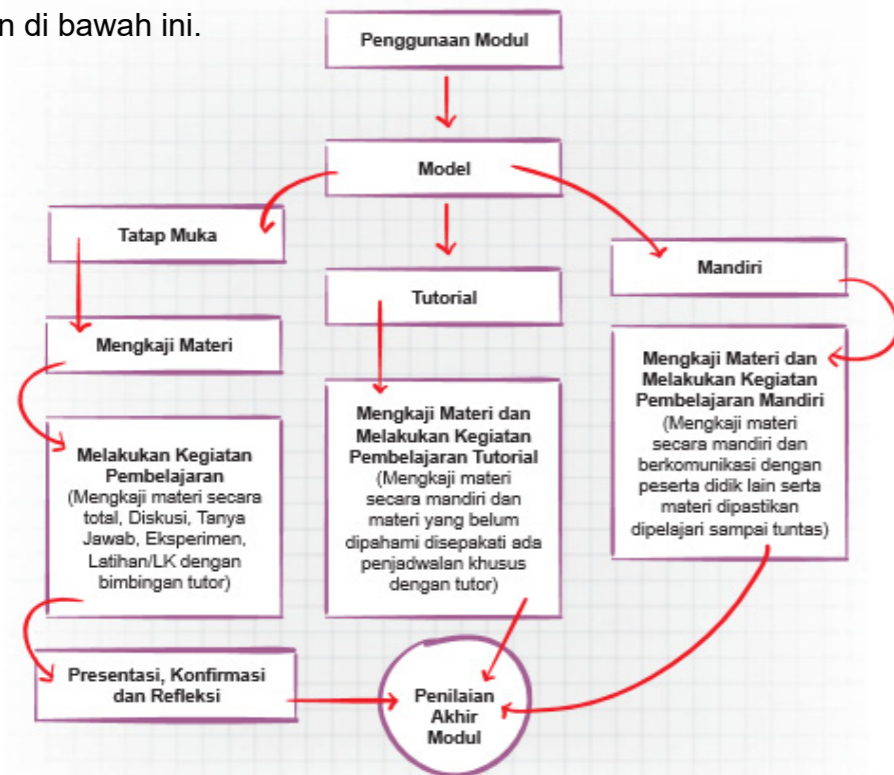 n di bawah ini.
Penggunaan Modul
Model
Tatap Muka
Mengkaji Materi
Melakukan Kegiatan
Pembelajaran
(Mengkaji materi secara
total, Diskusi, Tanya
Jawab, Eksperimen,
Latihan/LK dengan
bimbingan tutor)
Presentasi, Konfirmasi
dan Refleksi
Tutorial
Mengkaji Materi dan
Melakukan Kegiatan
Pembelajaran Tutorial
(Mengkaji materi
secara mandiri dan
materi yang belum
dipahami disepakati ada
penjadwalan khusus
dengan tutor)
Mandiri
Mengkaji Materi dan
Melakukan Kegiatan
Pembelajaran Mandiri
(Mengkaji materi
secara mandiri dan
berkomunikasi dengan
peserta didik lain serta
materi dipastikan
dipelajari sampai tuntas)
Penilaian
Akhir
Modul